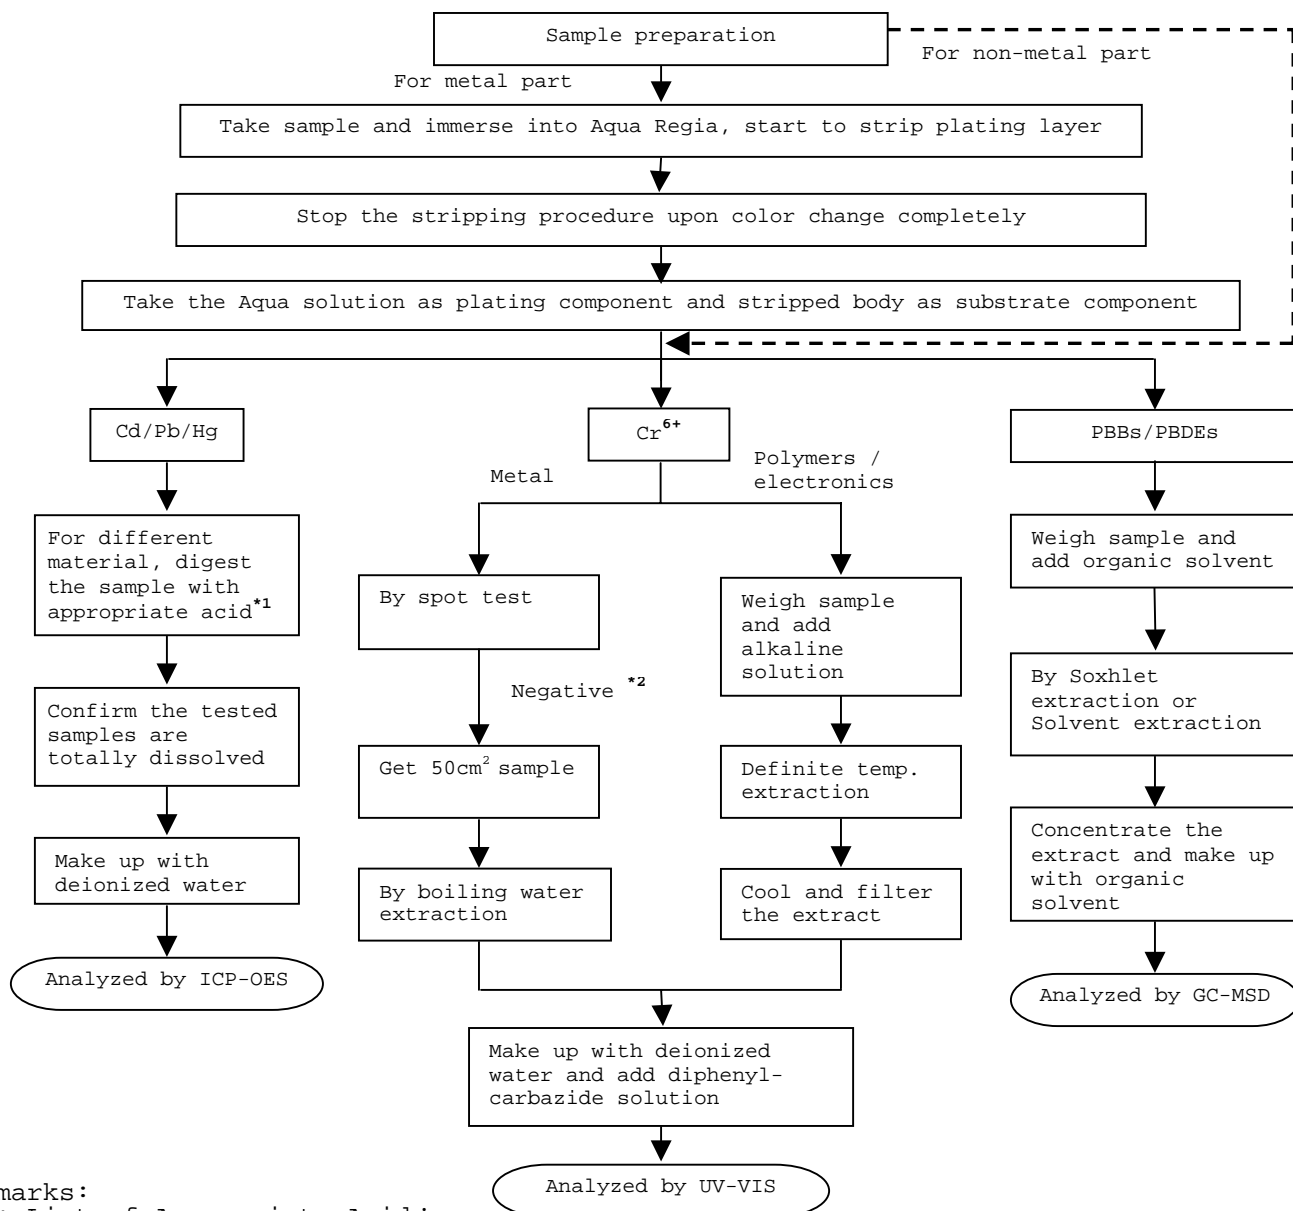 Sample preparation
For non-metal part
For metal part
Take sample and immerse into Aqua Regia, start to strip plating layer
Stop the stripping procedure upon color change completely
Take the Aqua solution as plating component and stripped body as substrate component
Cd/Pb/Hg
For different
material, digest
the sample with
appropriate acid*1
Confirm the tested
samples are
totally dissolved
Make up with
deionized water
Analyzed by ICP-OES
Cr6+
Metal
By spot test
Negative *2
Get 50cm2 sample
By boiling water
extraction
Polymers /
electronics
Weigh sample
and add
alkaline
solution
Definite temp.
extraction
Cool and filter
the extract
Make up with deionized
water and add diphenyl-
carbazide solution
Analyzed by UV-VIS
PBBs/PBDEs
Weigh sample and
add organic solvent
By Soxhlet
extraction or
Solvent extraction
Concentrate the
extract and make up
with organic
solvent
Analyzed by GC-MSD
marks: